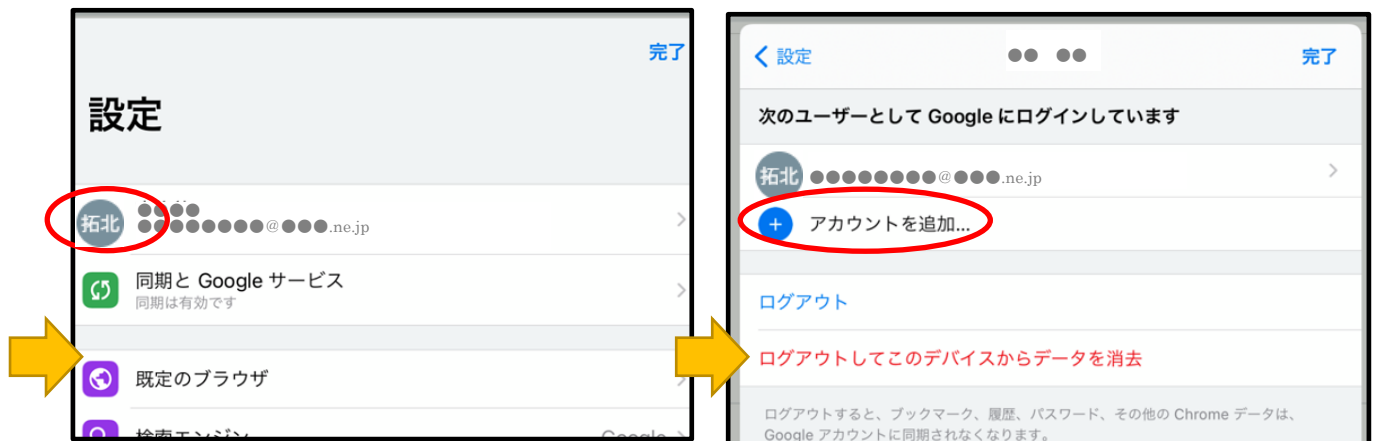 完了
設定
拓北
●●●●
●●●●●●●●@●●●.ne.jp
同期と Google サービス
同期は有効です
既定のブラウザ
検索エンジン
Google
設定
●● ●●
完了
次のユーザーとして Google にログインしています
拓北
●●●●●●●●@●●●.ne.jp
アカウントを追加...
ログアウト
ログアウトしてこのデバイスからデータを消去
ログアウトすると、ブックマーク、履歴、パスワード、その他の Chrome データは、
Google アカウントに同期されなくなります。